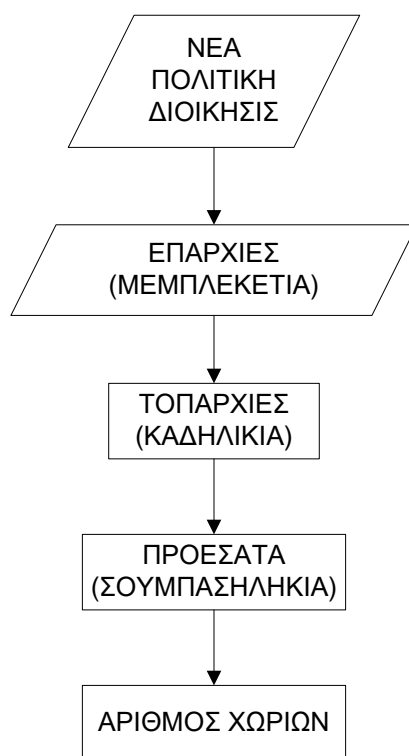 ΝΕΑ
ΠΟΛΙΤΙΚΗ
ΔΙΟΙΚΗΣΙΣ
ΕΠΑΡΧΙΕΣ
(ΜΕΜΠΛΕΚΕΤΙΑ)
ΤΟΠΑΡΧΙΕΣ
(ΚΑΔΗΛΙΚΙΑ)
ΠΡΟΕΣΑΤΑ
(ΣΟΥΜΠΑΣΗΛΗΚΙΑ)
ΑΡΙΘΜΟΣ ΧΩΡΙΩΝ